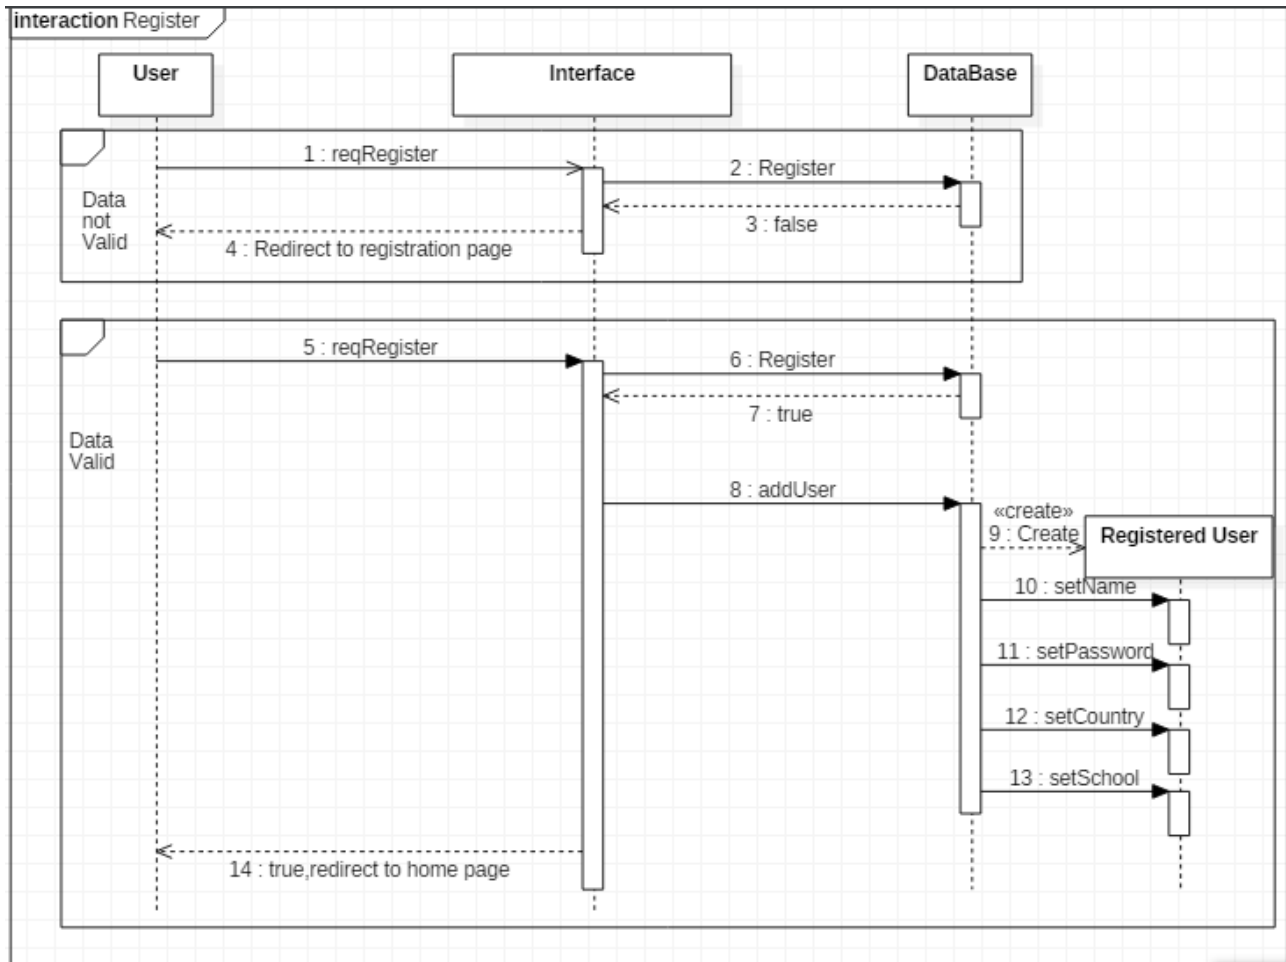 interaction Register
User
Interface
DataBase
1 : reqRegister
2 : Register
Data
not
Valid
3 : false
4 : Redirect to registration page
5 : reqRegister
6 : Register
7 : true
Data
Valid
8 : addUser
«create»
9 : Create
Registered User
10 : setName
11 : setPassword
12 : setCountry
13 : setSchool
14 : true,redirect to home page